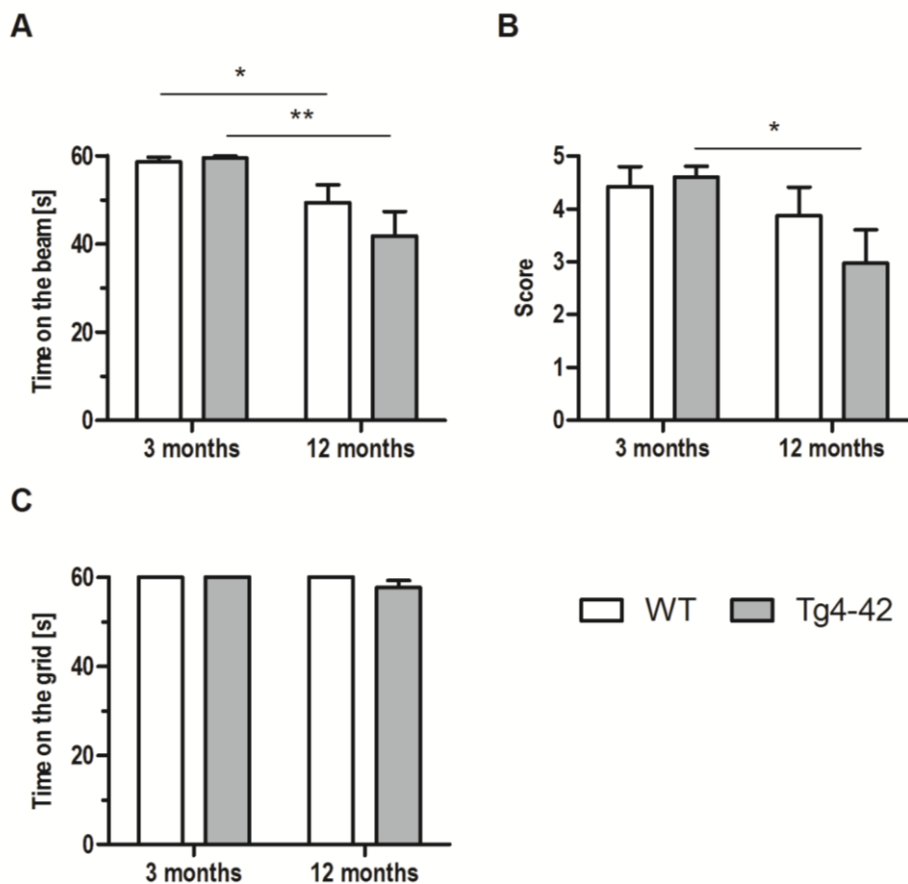 A
*
**
60
40
20
0
Time on the beam [s]
3 months 12 months
B
*
5
4
3
2
1
0
Score
3 months 12 months
C
60
40
20
0
Time on the grid [s]
3 months 12 months
WT Tg4-42